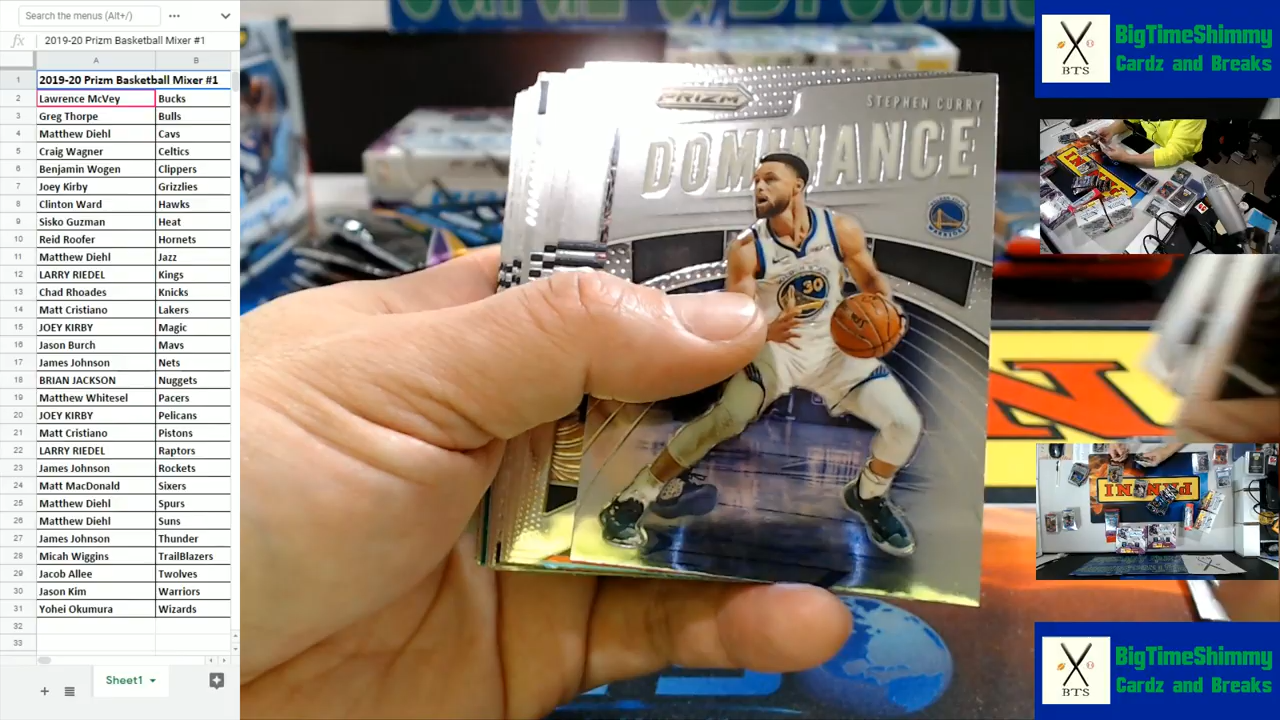 Search the menus (Alt+/)
fx 2019-20 Prizm Basketball Mixer #1
A B
1 2019-20 Prizm Basketball Mixer #1
2 Lawrence McVey Bucks
3 Greg Thorpe Bulls
4 Matthew Diehl Cavs
5 Craig Wagner Celtics
6 Benjamin Wogen Clippers
7 Joey Kirby Grizzlies
8 Clinton Ward Hawks
9 Sisko Guzman Heat
10 Reid Roofer Hornets
11 Matthew Diehl Jazz
12 LARRY RIEDEL Kings
13 Chad Rhoades Knicks
14 Matt Cristiano Lakers
15 JOEY KIRBY Magic
16 Jason Burch Mavs
17 James Johnson Nets
18 BRIAN JACKSON Nuggets
19 Matthew Whitesel Pacers
20 JOEY KIRBY Pelicans
21 Matt Cristiano Pistons
22 LARRY RIEDEL Raptors
23 James Johnson Rockets
24 Matt MacDonald Sixers
25 Matthew Diehl Spurs
26 Matthew Diehl Suns
27 James Johnson Thunder
28 Micah Wiggins TrailBlazers
29 Jacob Allee Twolves
30 Jason Kim Warriors
31 Yohei Okumura Wizards
32
33
Sheet1
PRIZM
STEPHEN CURRY
DOMINANCE
30
BTS
BigTimeShimmy
Cardz and Breaks
PANINI
BTS
BigTimeShimmy
Cardz and Breaks